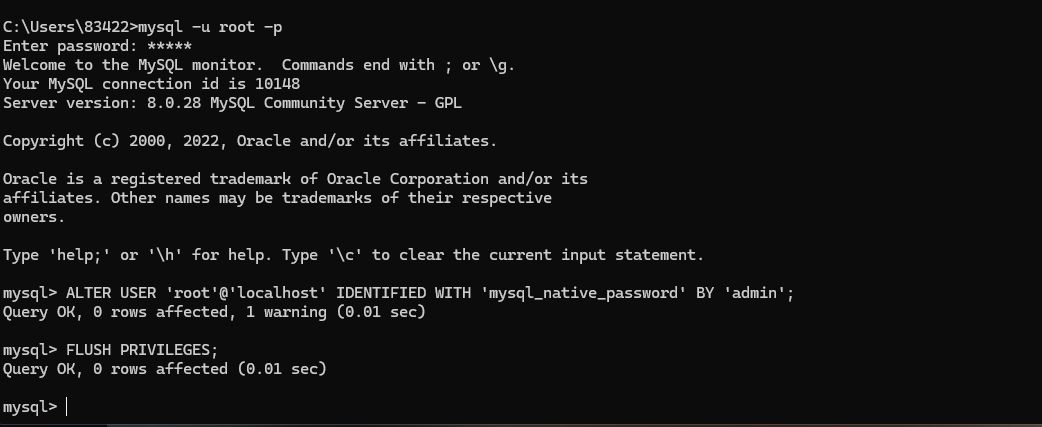 C:\Users\83422>mysql -u root -p
Enter password: *****
Welcome to the MySQL monitor.  Commands end with ; or \g.
Your MySQL connection id is 10148
Server version: 8.0.28 MySQL Community Server - GPL
Copyright (c) 2000, 2022, Oracle and/or its affiliates.
Oracle is a registered trademark of Oracle Corporation and/or its
affiliates. Other names may be trademarks of their respective
owners.
Type 'help;' or '\h' for help. Type '\c' to clear the current input statement.
mysql> ALTER USER 'root'@'localhost' IDENTIFIED WITH 'mysql_native_password' BY 'admin';
Query OK, 0 rows affected, 1 warning (0.01 sec)
mysql> FLUSH PRIVILEGES;
Query OK, 0 rows affected (0.01 sec)
mysql>